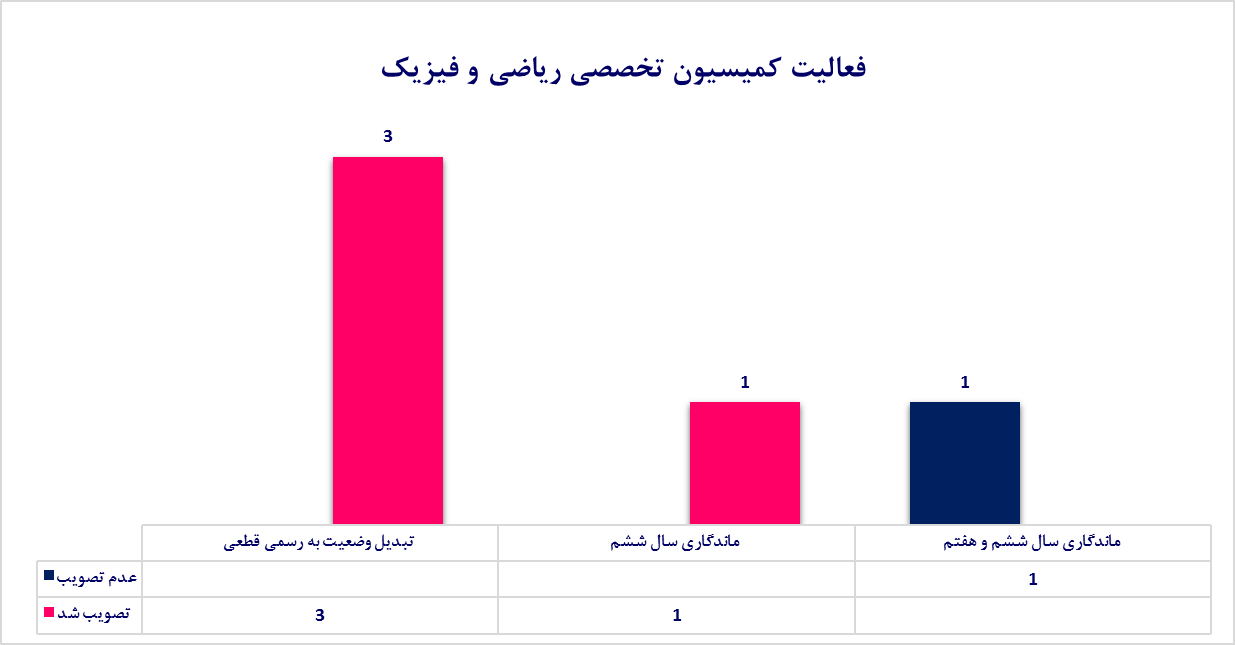 فعالیت کمیسیون تخصصی ریاضی و فیزیک
3
1
1
تبدیل وضعیت به رسمی قطعی
ماندگاری سال ششم
ماندگاری سال ششم و هفتم
عدم تصویب
1
تصویب شد
3
1